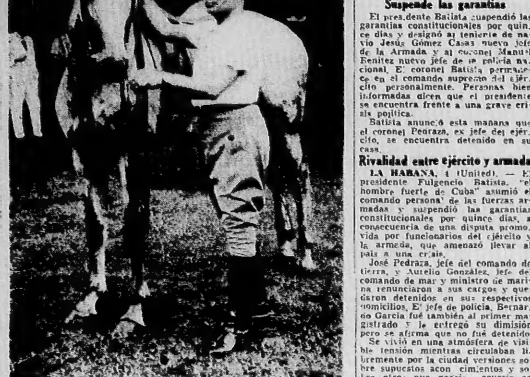 Suspende las garantías
El presidente Batista suspendió las
garantías constitucionales por quin-
ce días y designó al teniente de na-
vío Jesús Gómez Casas nuevo jefe
de la Armada y al coronel Manuel
Benítez nuevo jefe de la policía na-
cional. El coronel Batista permane-
ce en el comando supremo del ejér-
cito personalmente. Personas bien
informadas dicen que el presidente
se encuentra frente a una grave cri-
sis política.
Batista anunció esta mañana que
el coronel Pedraza, ex jefe del ejér-
cito, se encuentra detenido en su
casa.
Rivalidad entre ejército y armada
LA HABANA, 4 (United). — El
presidente Fulgencio Batista, "el
hombre fuerte de Cuba" asumió el
comando personal de las fuerzas ar-
madas y suspendió las garantías
constitucionales por quince días, a
consecuencia de una disputa promo-
vida por funcionarios del ejército y
la armada, que amenazó llevar al
país a una crisis.
José Pedraza, jefe del comando de
tierra, y Aurelio González, jefe del
comando de mar y ministro de mari-
na renunciaron a sus cargos y que-
daron detenidos en sus respectivos
domicilios. El jefe de policía, Bernar-
do García fué también al primer ma-
gistrado y le entregó su dimisión
pero se afirma que no fué detenido
Se vivió en una atmósfera de visi-
ble tensión mientras circulaban li-
bremente por la ciudad versiones so-
bre supuestos acontecimientos y se